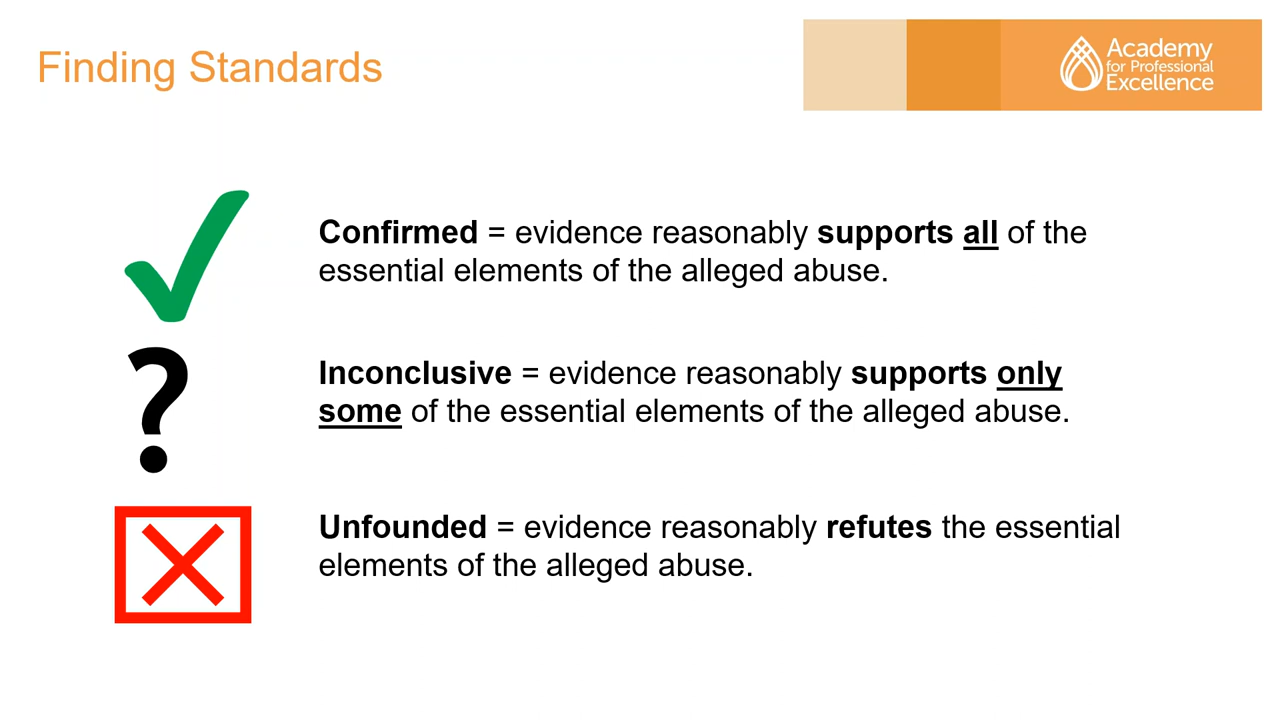 Finding Standards
Academy
for Professional
Excellence
Confirmed = evidence reasonably supports all of the
essential elements of the alleged abuse.
?
Inconclusive = evidence reasonably supports only
some of the essential elements of the alleged abuse.
Unfounded = evidence reasonably refutes the essential
elements of the alleged abuse.